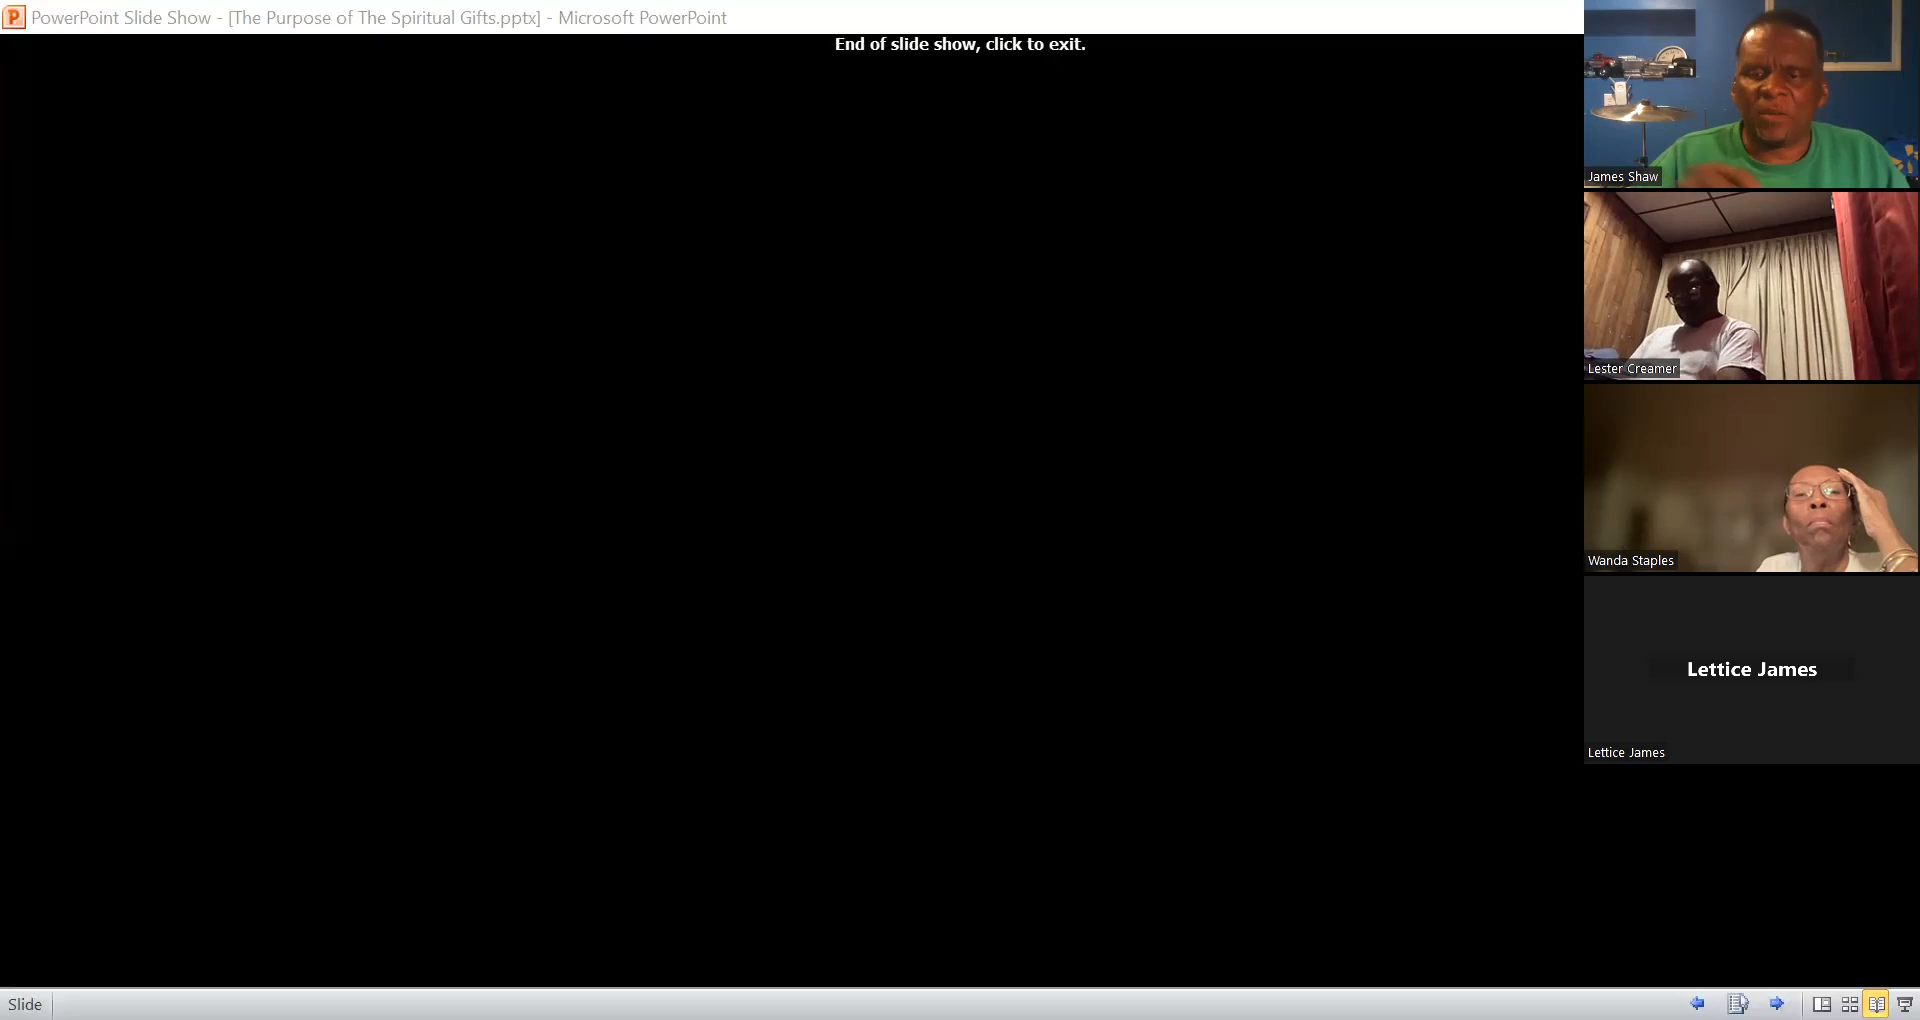 PowerPoint Slide Show - [The Purpose of The Spiritual Gifts.pptx] - Microsoft PowerPoint
End of slide show, click to exit.
James Shaw
Lester Creamer
Wanda Staples
Lettice James
Lettice James
Slide